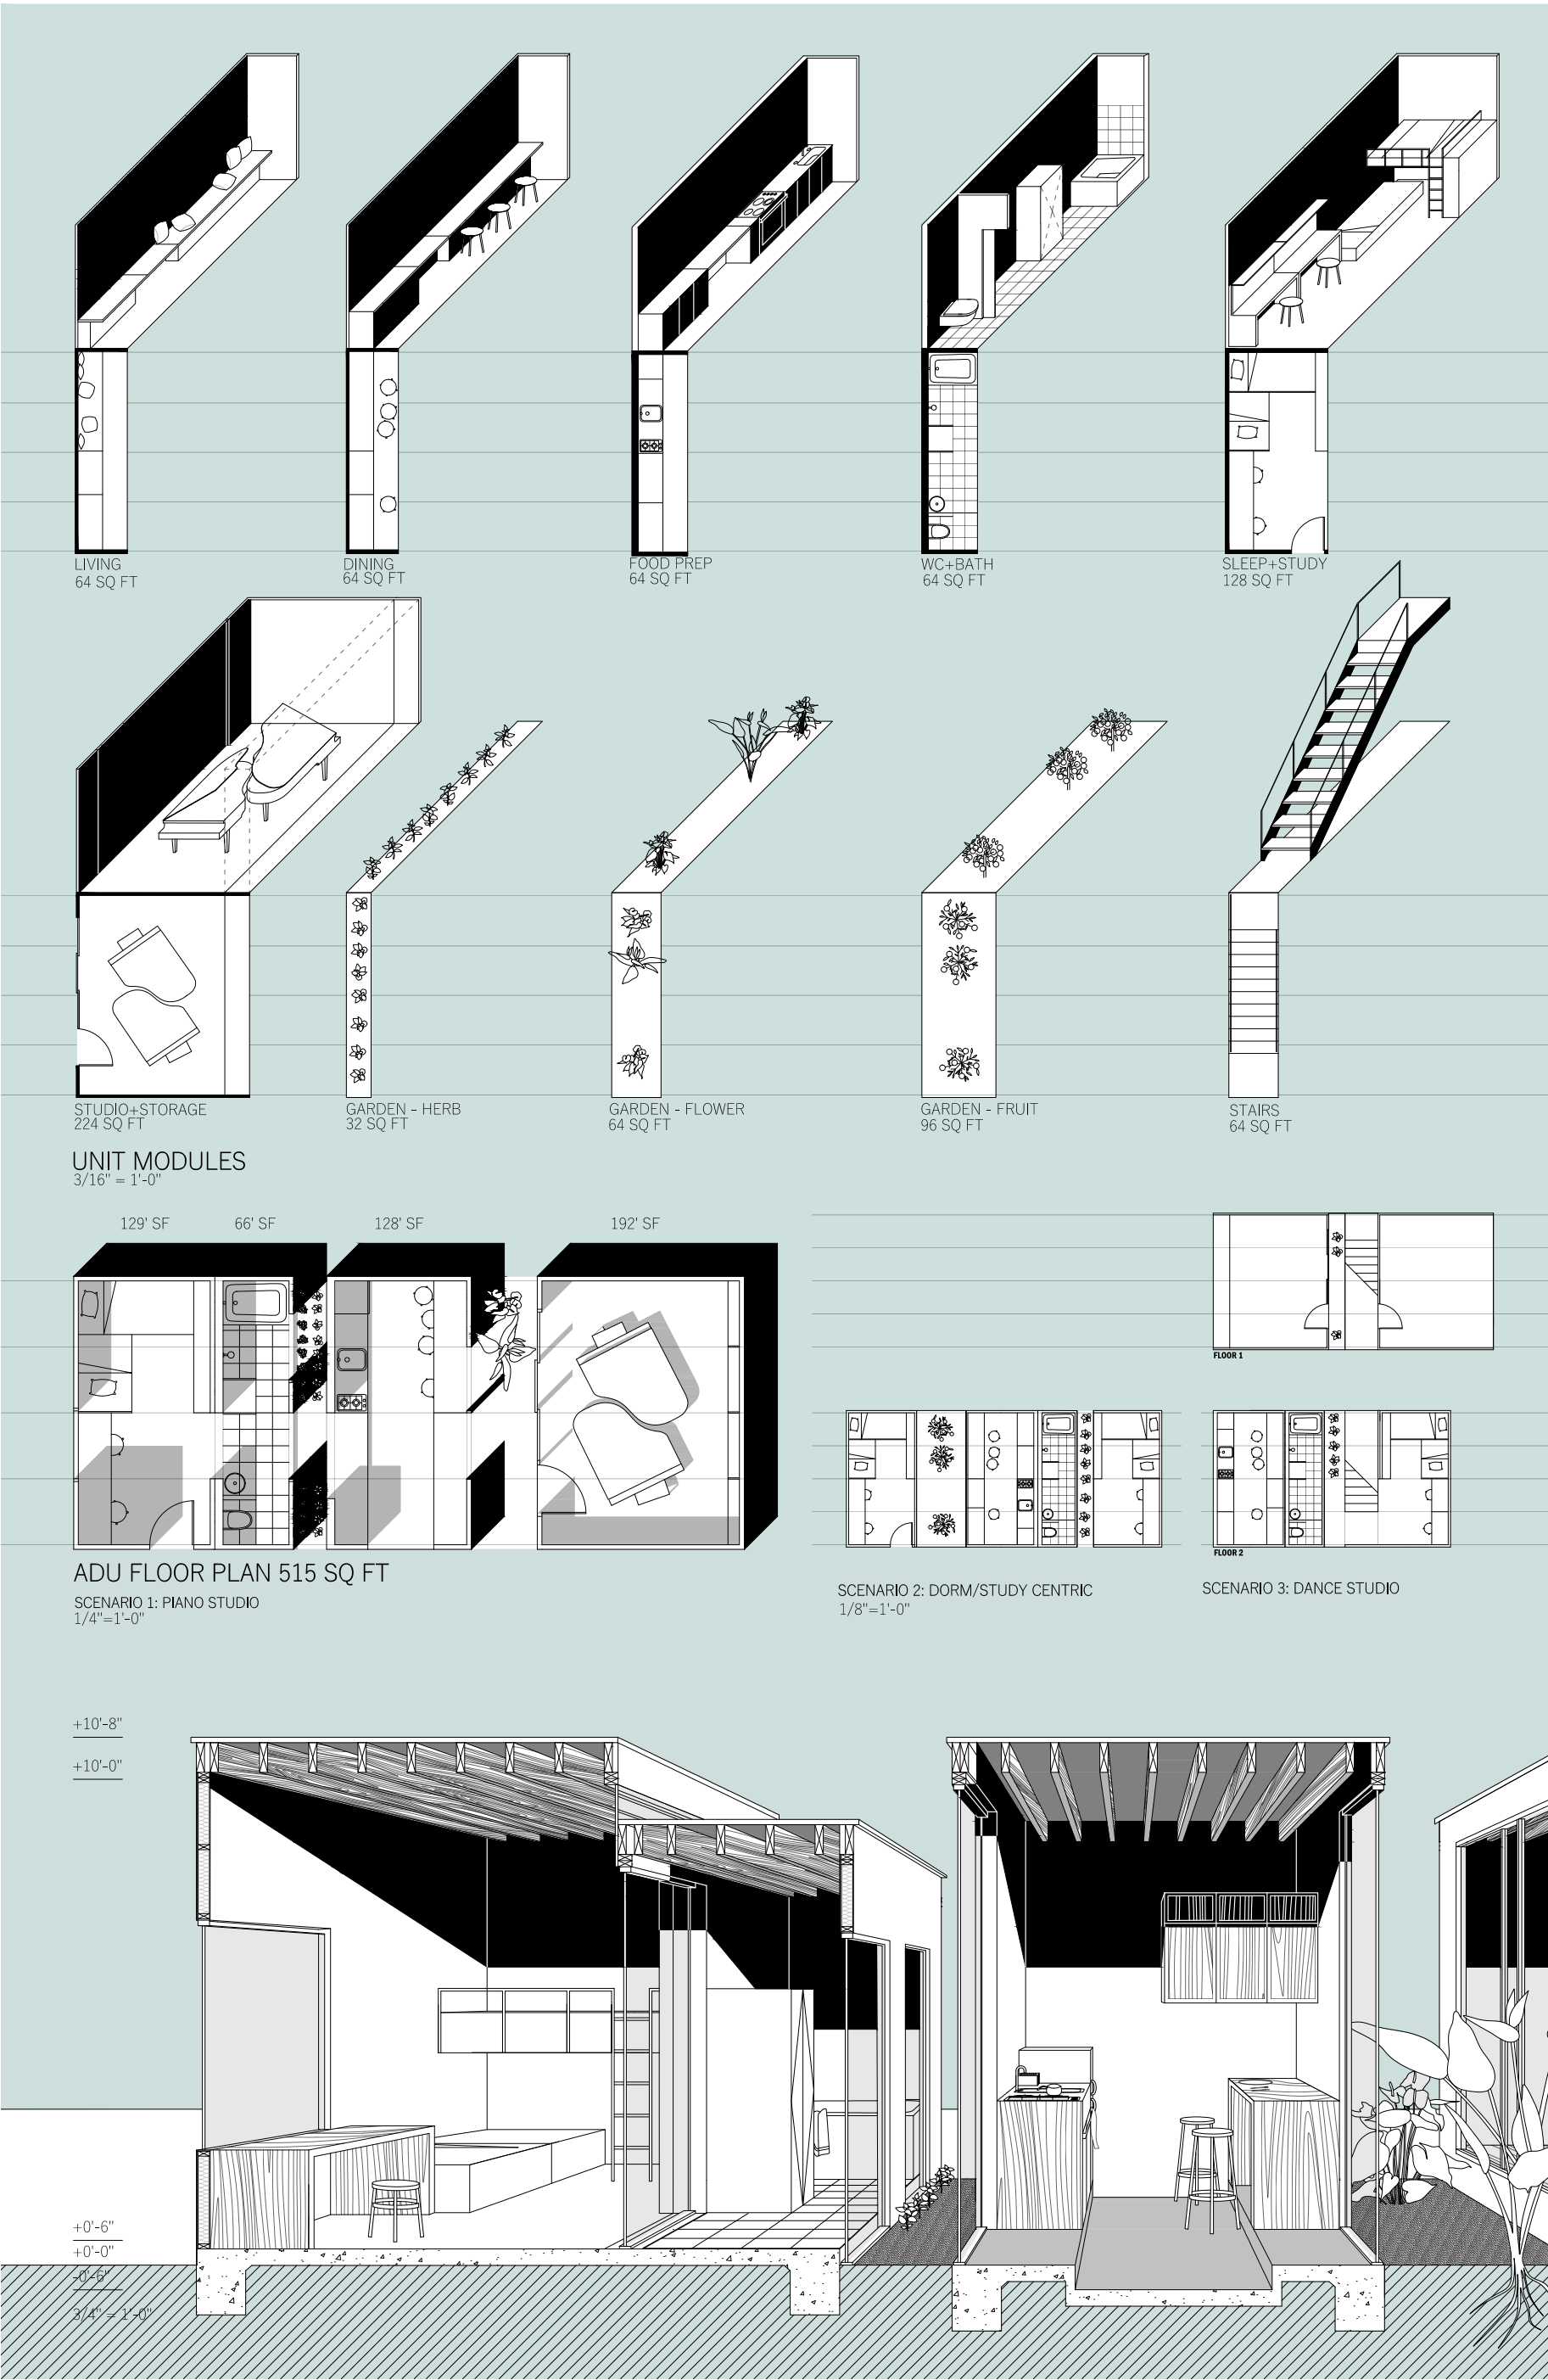 LIVING
64 SQ FT
DINING
64 SQ FT
FOOD PREP
64 SQ FT
WC+BATH
64 SQ FT
SLEEP+STUDY
128 SQ FT
STUDIO+STORAGE
224 SQ FT
GARDEN - HERB
32 SQ FT
GARDEN - FLOWER
64 SQ FT
GARDEN - FRUIT
96 SQ FT
STAIRS
64 SQ FT
UNIT MODULES
3/16" = 1'-0"
129' SF
66' SF
128' SF
192' SF
ADU FLOOR PLAN 515 SQ FT
SCENARIO 1: PIANO STUDIO
1/4"=1'-0"
SCENARIO 2: DORM/STUDY CENTRIC
1/8"=1'-0"
FLOOR 1
FLOOR 2
SCENARIO 3: DANCE STUDIO
+10'-8"
+10'-0"
+0'-6"
+0'-0"
-0'-6"
3/4" = 1'-0"